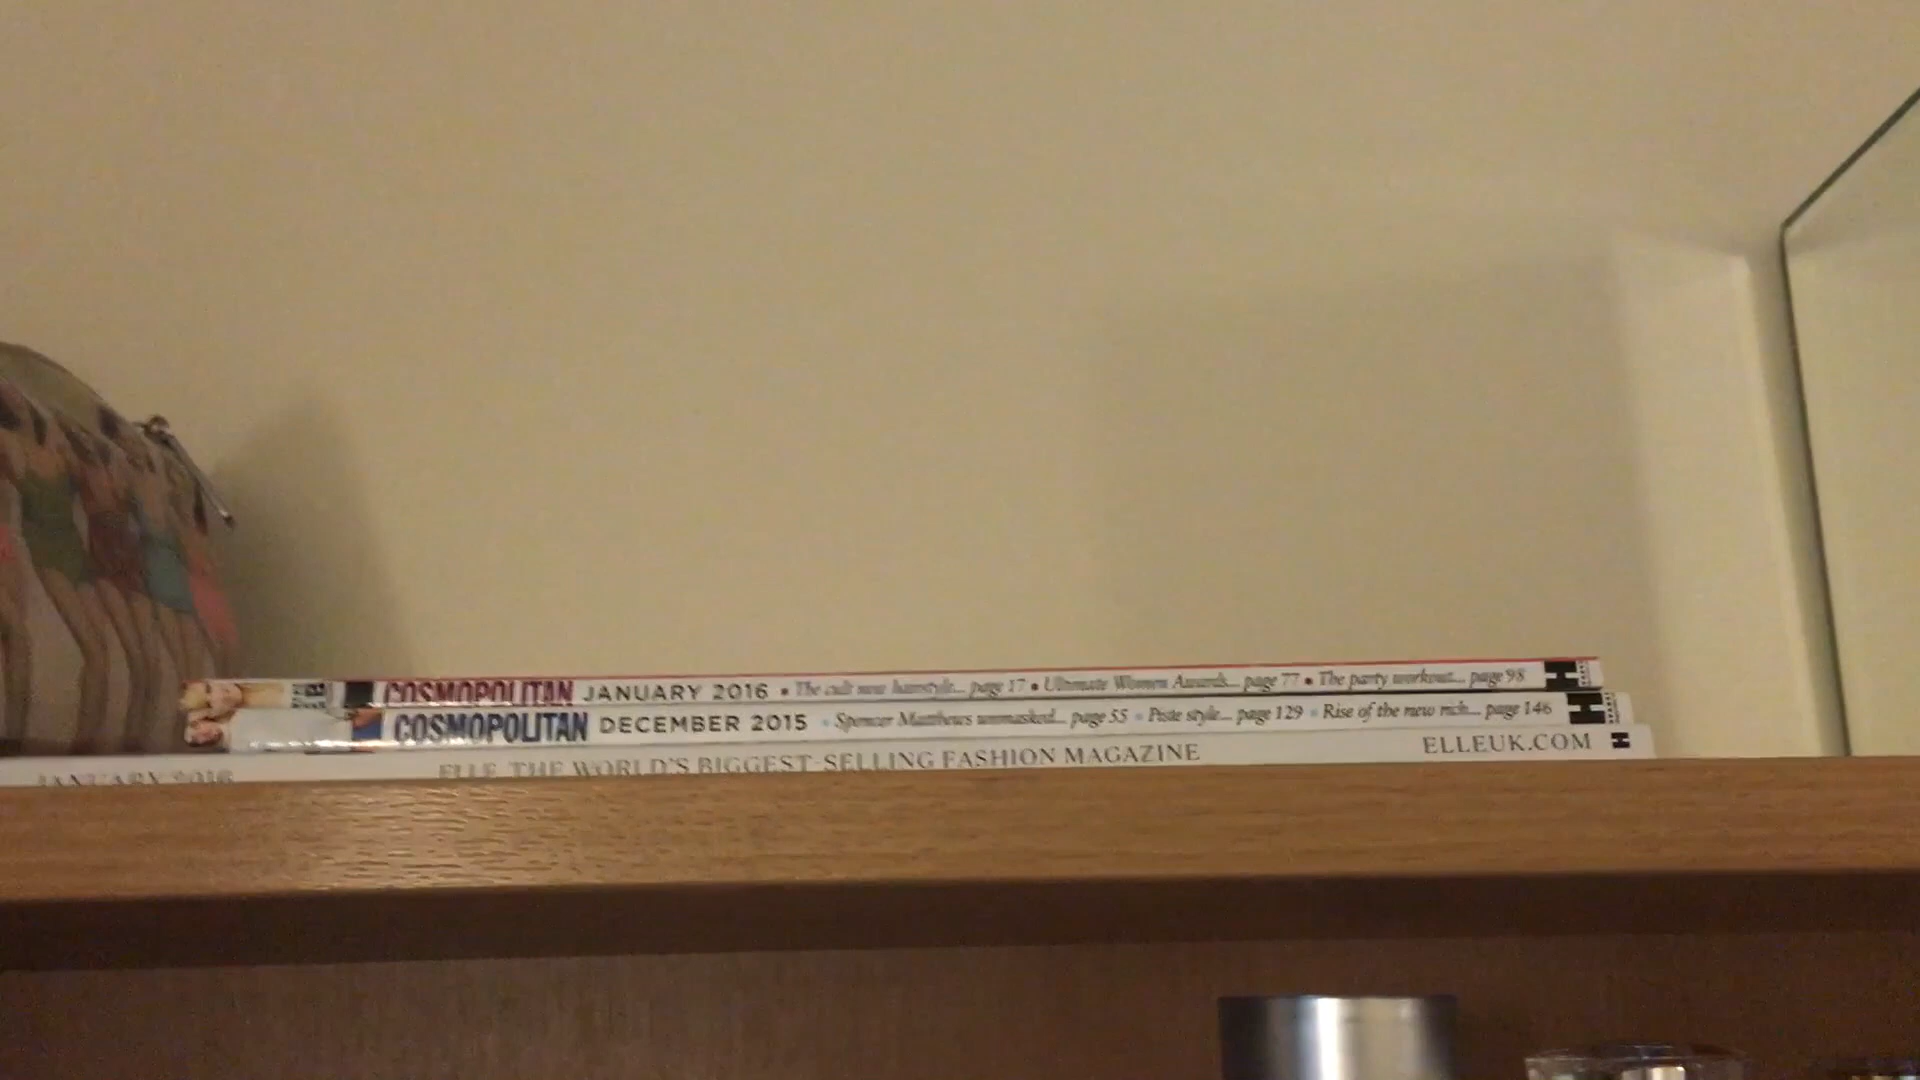 COSMOPOLITAN JANUARY 2016 • The cult new hairstyle... page 17 • Ultimate Women Awards... page 77 • The party workout... page 98
COSMOPOLITAN DECEMBER 2015 • Spencer Matthews unmasked... page 55 • Piste style... page 129 • Rise of the new rich... page 146
JANUARY 2016 ELLE THE WORLD'S BIGGEST-SELLING FASHION MAGAZINE ELLEUK.COM